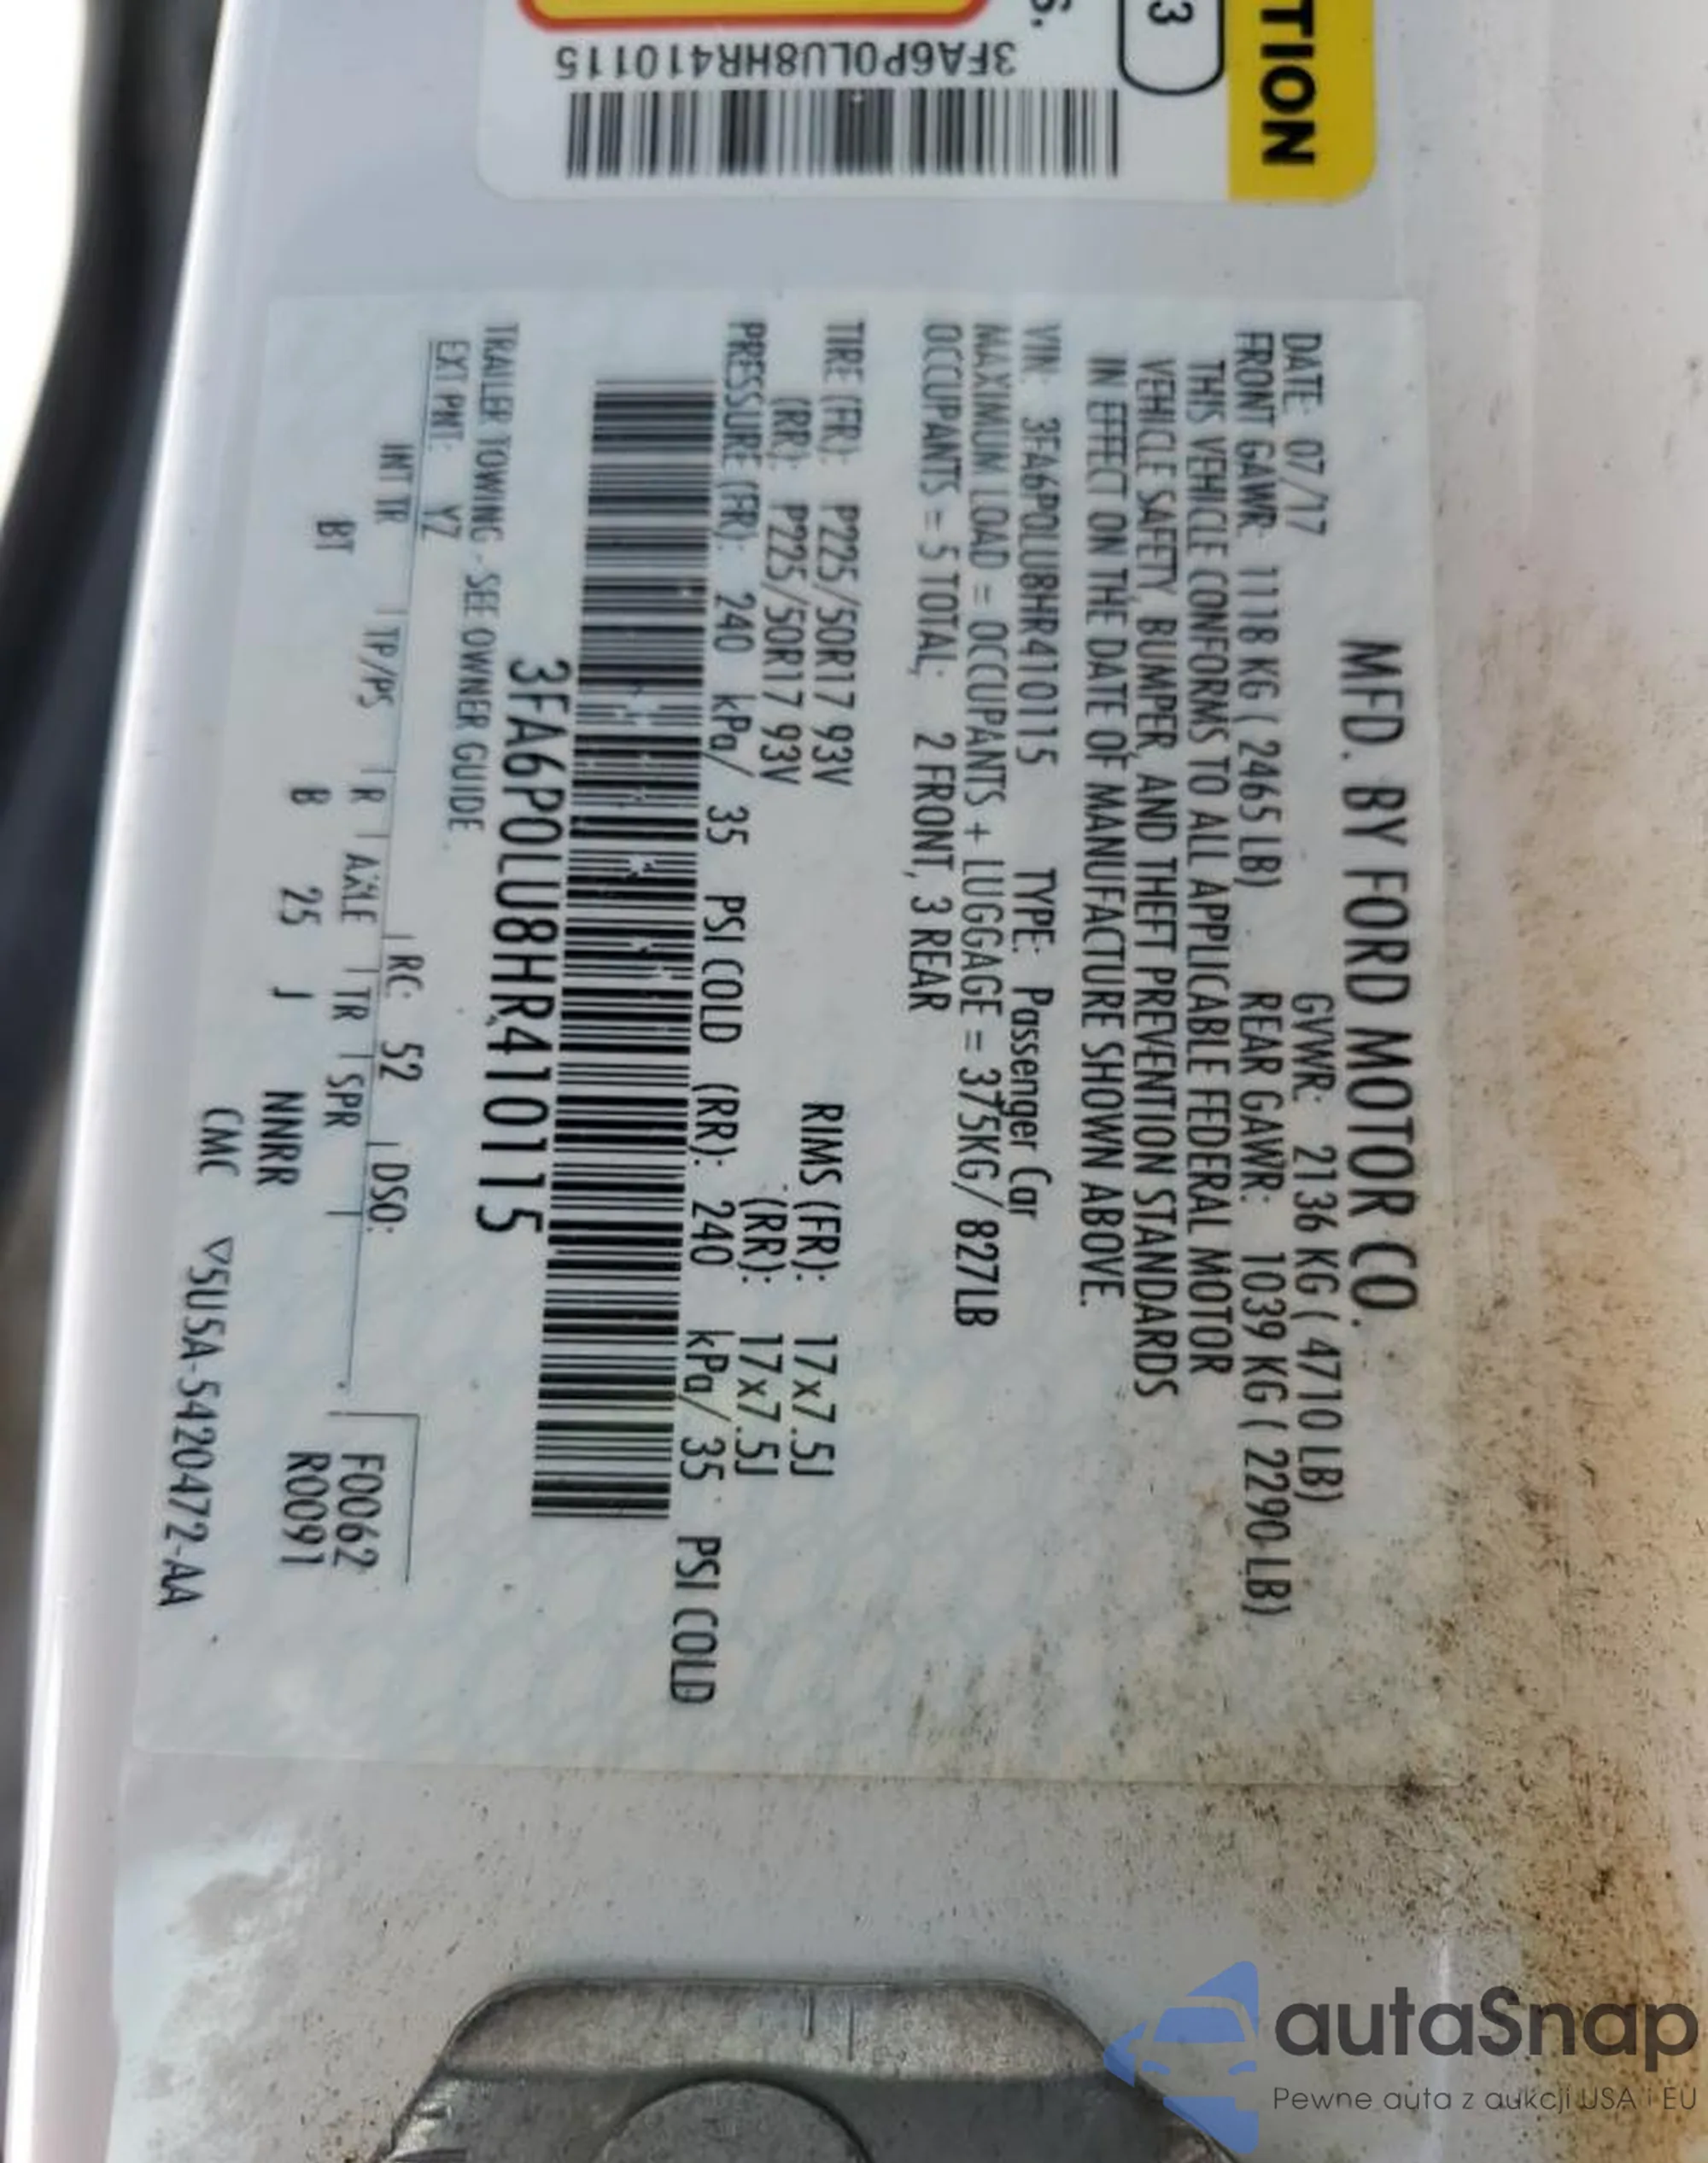 TION
3
S.
3FA6P0LU8HR410115
MFD. BY FORD MOTOR CO.
DATE: 07/17 GVWR: 2136 KG ( 4710 LB)
FRONT GAWR: 1118 KG ( 2465 LB) REAR GAWR: 1039 KG ( 2290 LB)
THIS VEHICLE CONFORMS TO ALL APPLICABLE FEDERAL MOTOR
VEHICLE SAFETY, BUMPER, AND THEFT PREVENTION STANDARDS
IN EFFECT ON THE DATE OF MANUFACTURE SHOWN ABOVE.
VIN: 3FA6P0LU8HR410115 TYPE: Passenger Car
MAXIMUM LOAD = OCCUPANTS + LUGGAGE = 375KG/ 827LB
OCCUPANTS = 5 TOTAL; 2 FRONT, 3 REAR
TIRE (FR): P225/50R17 93V RIMS (FR): 17x7.5J
(RR): P225/50R17 93V (RR): 17x7.5J
PRESSURE (FR): 240 kPa/ 35 PSI COLD (RR): 240 kPa/ 35 PSI COLD
3FA6P0LU8HR410115
TRAILER TOWING - SEE OWNER GUIDE.
EXT PNT: YZ RC: 52 DSO: F0062
INT TR TP/PS R AXLE TR SPR R0091
BT B 25 J NNRR
CMC ▽5U5A-5420472-AA
autaSnap
Pewne auta z aukcji USA i EU